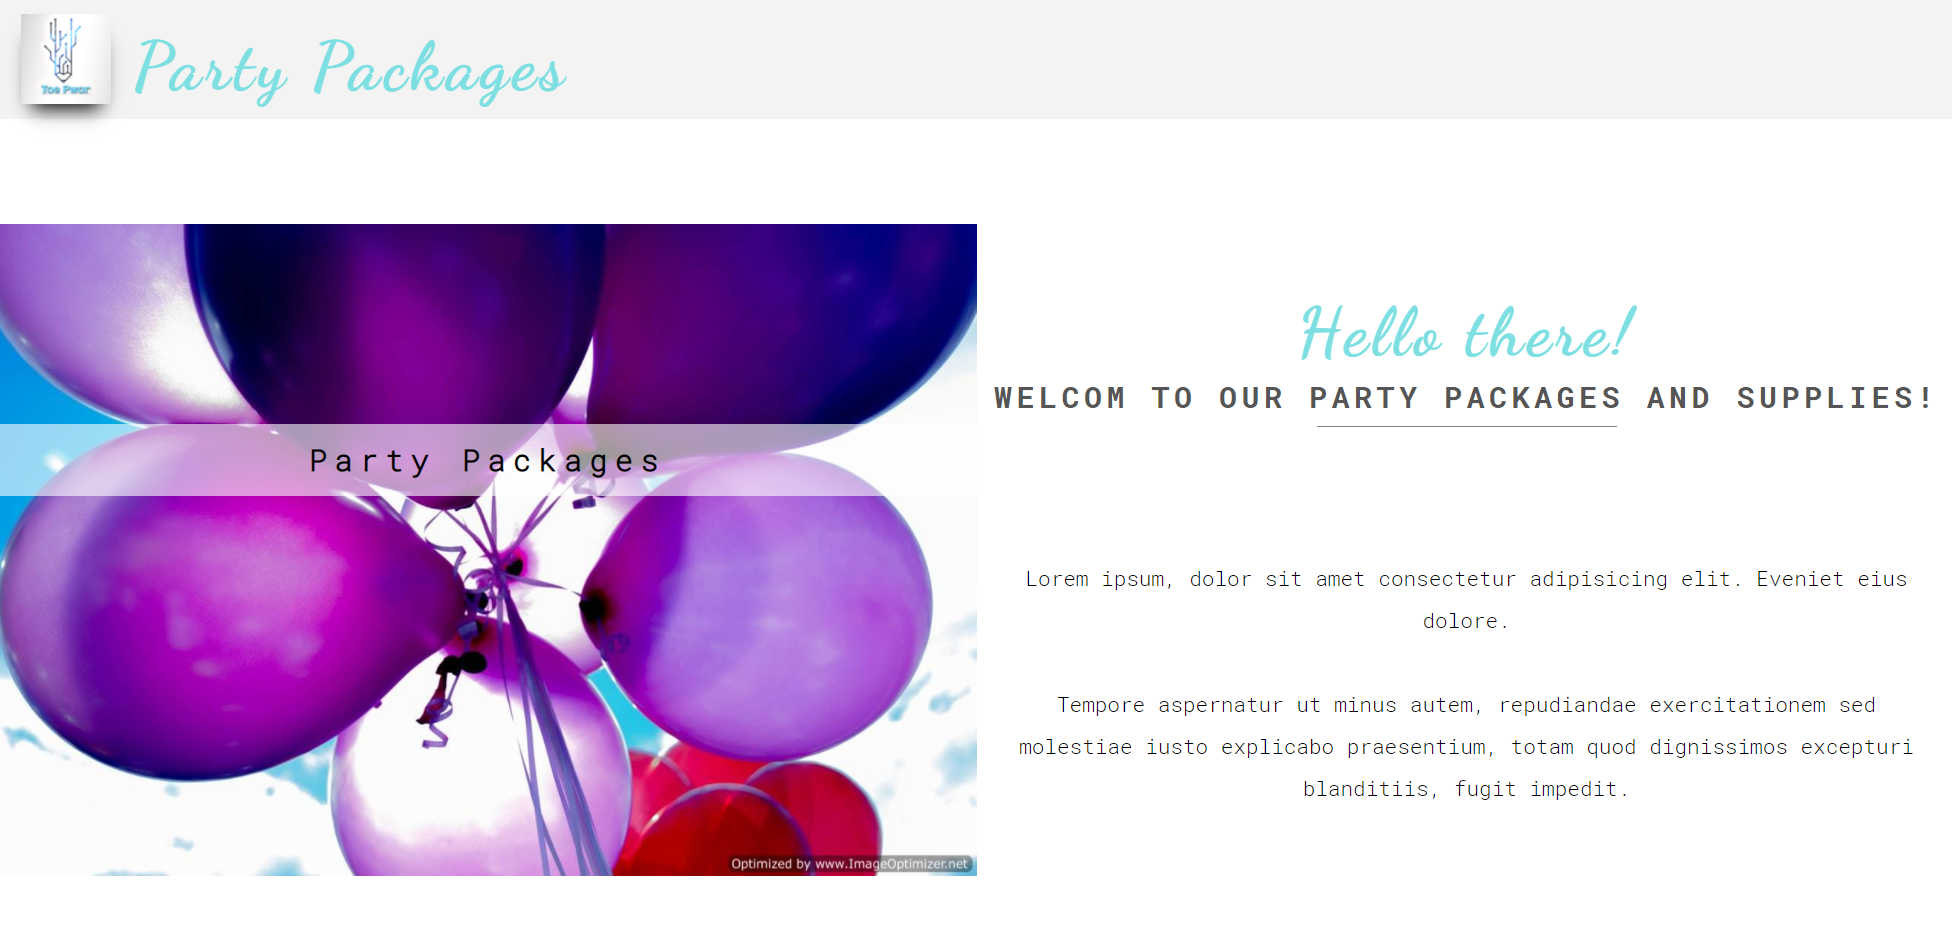 Toe Pwar
Party Packages
Party Packages
Optimized by www.ImageOptimizer.net
Hello there!
WELCOM TO OUR PARTY PACKAGES AND SUPPLIES!
Lorem ipsum, dolor sit amet consectetur adipisicing elit. Eveniet eius
dolore.
Tempore aspernatur ut minus autem, repudiandae exercitationem sed
molestiae iusto explicabo praesentium, totam quod dignissimos excepturi
blanditiis, fugit impedit.